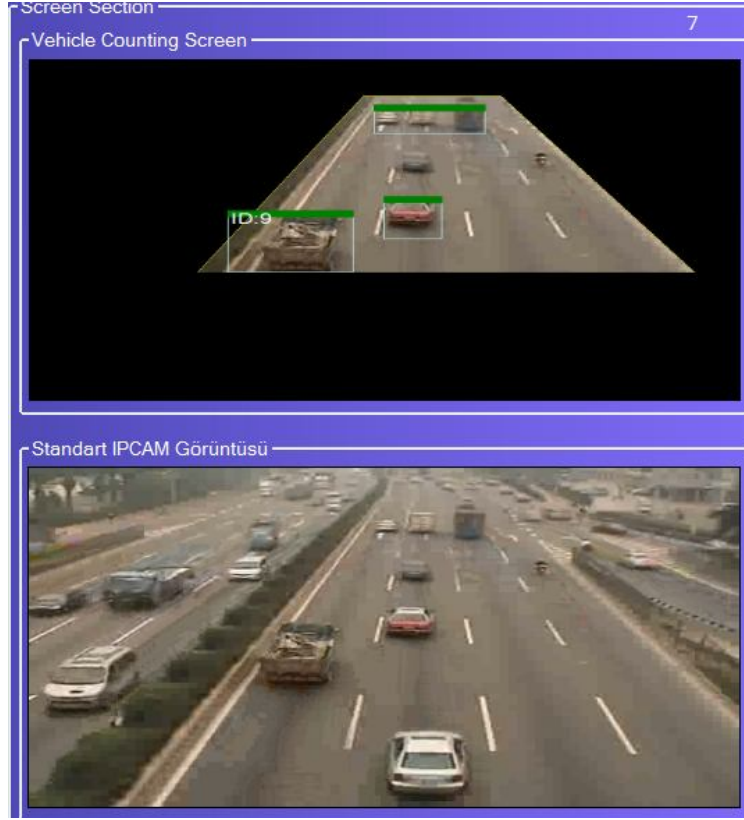 Screen Section
7
Vehicle Counting Screen
ID:9
Standart IPCAM Görüntüsü